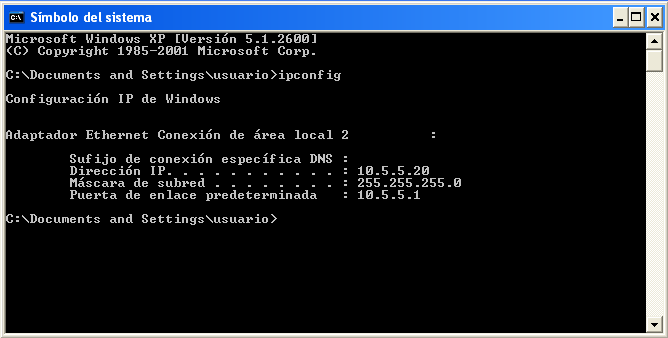 Símbolo del sistema
Microsoft Windows XP [Versión 5.1.2600]
(C) Copyright 1985-2001 Microsoft Corp.
C:\Documents and Settings\usuario>ipconfig
Configuración IP de Windows
Adaptador Ethernet Conexión de área local 2          :
        Sufijo de conexión específica DNS :
        Dirección IP. . . . . . . . . . . : 10.5.5.20
        Máscara de subred . . . . . . . . : 255.255.255.0
        Puerta de enlace predeterminada   : 10.5.5.1
C:\Documents and Settings\usuario>